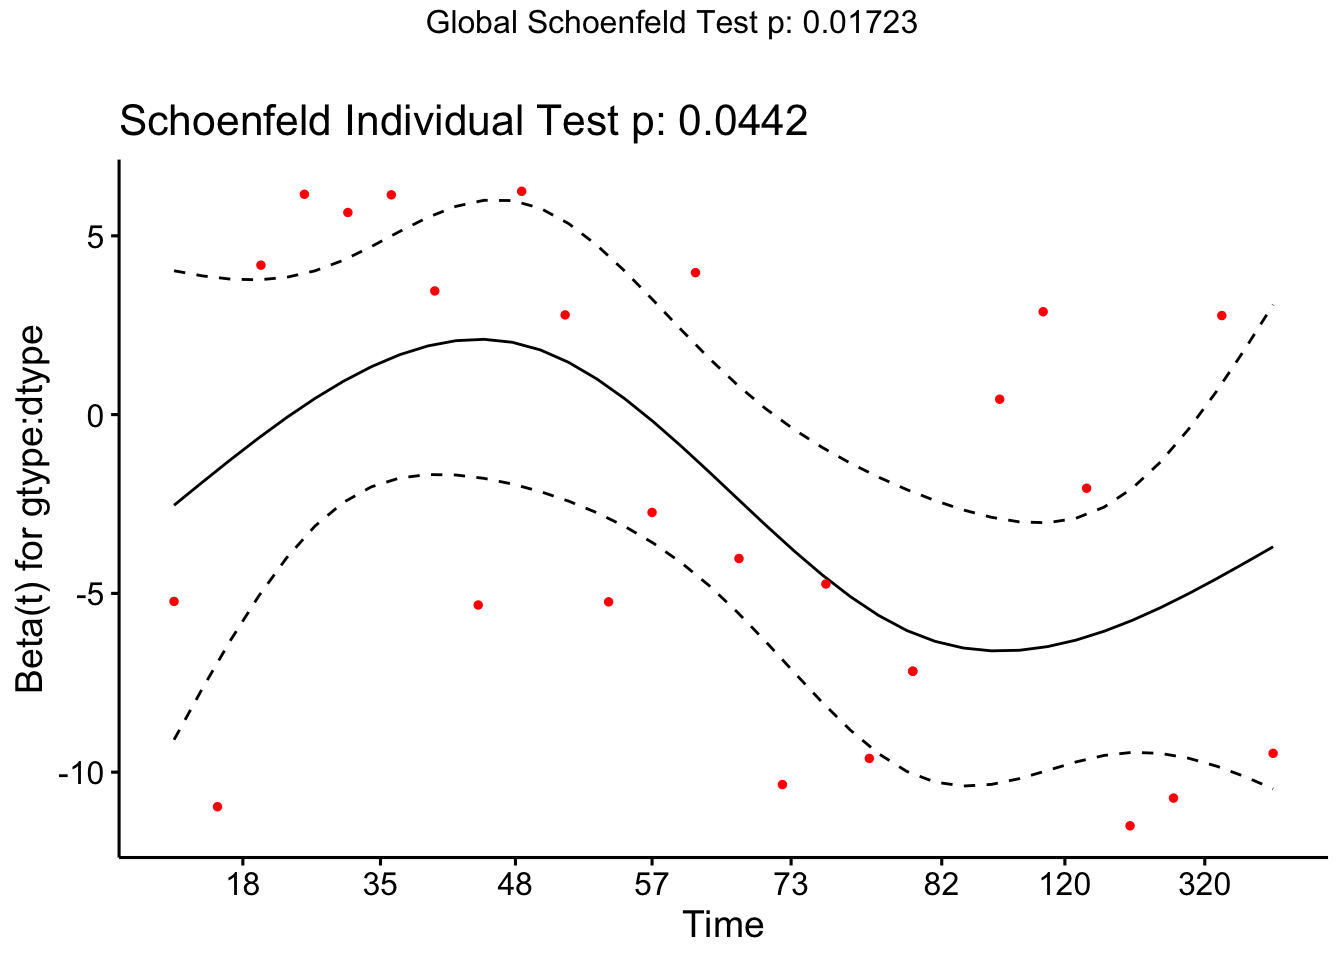 Global Schoenfeld Test p: 0.01723
Schoenfeld Individual Test p: 0.0442
Beta(t) for gtype:dtype
5
0
-5
-10
18 35 48 57 73 82 120 320
Time